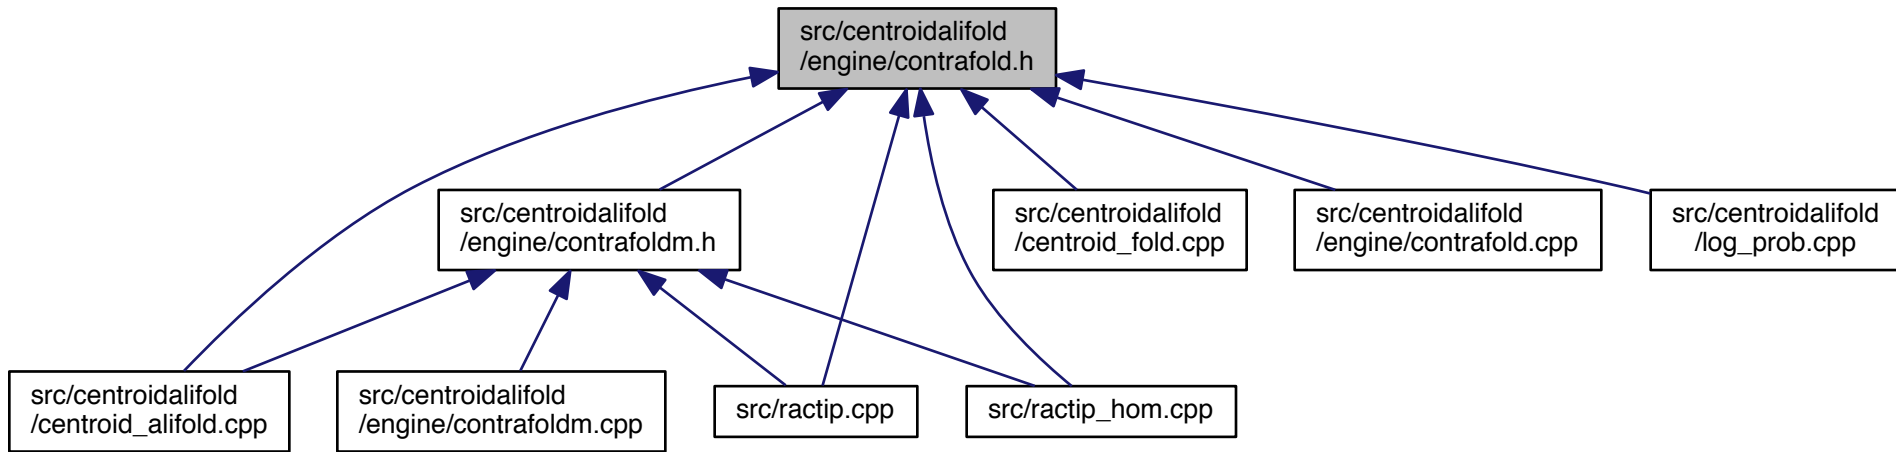 src/centroidalifold
/engine/contrafold.h
src/centroidalifold
/engine/contrafoldm.h
src/centroidalifold
/centroid_fold.cpp
src/centroidalifold
/engine/contrafold.cpp
src/centroidalifold
/log_prob.cpp
src/centroidalifold
/centroid_alifold.cpp
src/centroidalifold
/engine/contrafoldm.cpp
src/ractip.cpp
src/ractip_hom.cpp